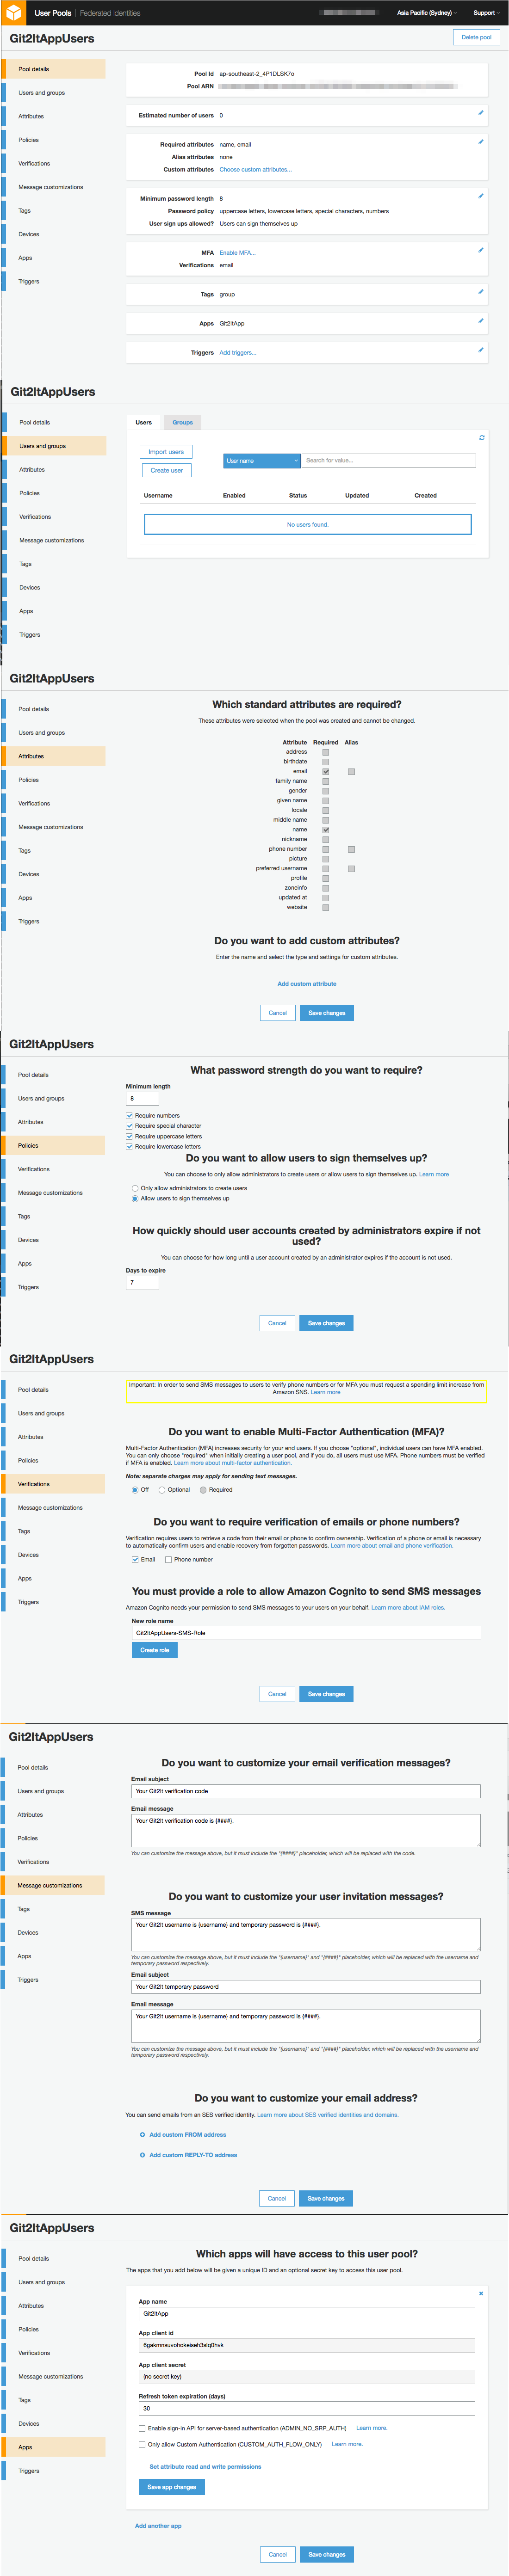 User Pools | Federated Identities
Asia Pacific (Sydney)
Support
Git2ItAppUsers
Delete pool
Pool details
Users and groups
Attributes
Policies
Verifications
Message customizations
Tags
Devices
Apps
Triggers
Pool Id ap-southeast-2_4P1DLSK7o
Pool ARN
Estimated number of users 0
Required attributes name, email
Alias attributes none
Custom attributes Choose custom attributes...
Minimum password length 8
Password policy uppercase letters, lowercase letters, special characters, numbers
User sign ups allowed? Users can sign themselves up
MFA Enable MFA...
Verifications email
Tags group
Apps Git2ItApp
Triggers Add triggers...
Git2ItAppUsers
Pool details
Users and groups
Attributes
Policies
Verifications
Message customizations
Tags
Devices
Apps
Triggers
Users Groups
Import users
Create user
User name Search for value...
Username Enabled Status Updated Created
No users found.
Git2ItAppUsers
Pool details
Users and groups
Attributes
Policies
Verifications
Message customizations
Tags
Devices
Apps
Triggers
Which standard attributes are required?
These attributes were selected when the pool was created and cannot be changed.
Attribute Required Alias
address
birthdate
email
family name
gender
given name
locale
middle name
name
nickname
phone number
picture
preferred username
profile
zoneinfo
updated at
website
Do you want to add custom attributes?
Enter the name and select the type and settings for custom attributes.
Add custom attribute
Cancel Save changes
Git2ItAppUsers
Pool details
Users and groups
Attributes
Policies
Verifications
Message customizations
Tags
Devices
Apps
Triggers
What password strength do you want to require?
Minimum length
8
Require numbers
Require special character
Require uppercase letters
Require lowercase letters
Do you want to allow users to sign themselves up?
You can choose to only allow administrators to create users or allow users to sign themselves up. Learn more
Only allow administrators to create users
Allow users to sign themselves up
How quickly should user accounts created by administrators expire if not
used?
You can choose for how long until a user account created by an administrator expires if the account is not used.
Days to expire
7
Cancel Save changes
Git2ItAppUsers
Pool details
Users and groups
Attributes
Policies
Verifications
Message customizations
Tags
Devices
Apps
Triggers
Important: In order to send SMS messages to users to verify phone numbers or for MFA you must request a spending limit increase from
Amazon SNS. Learn more
Do you want to enable Multi-Factor Authentication (MFA)?
Multi-Factor Authentication (MFA) increases security for your end users. If you choose "optional", individual users can have MFA enabled.
You can only choose "required" when initially creating a user pool, and if you do, all users must use MFA. Phone numbers must be verified
if MFA is enabled. Learn more about multi-factor authentication.
Note: separate charges may apply for sending text messages.
Off Optional Required
Do you want to require verification of emails or phone numbers?
Verification requires users to retrieve a code from their email or phone to confirm ownership. Verification of a phone or email is necessary
to automatically confirm users and enable recovery from forgotten passwords. Learn more about email and phone verification.
Email Phone number
You must provide a role to allow Amazon Cognito to send SMS messages
Amazon Cognito needs your permission to send SMS messages to your users on your behalf. Learn more about IAM roles.
New role name
Git2ItAppUsers-SMS-Role
Create role
Cancel Save changes
Git2ItAppUsers
Pool details
Users and groups
Attributes
Policies
Verifications
Message customizations
Tags
Devices
Apps
Triggers
Do you want to customize your email verification messages?
Email subject
Your Git2It verification code
Email message
Your Git2It verification code is {####}.
You can customize the message above, but it must include the "{####}" placeholder, which will be replaced with the code.
Do you want to customize your user invitation messages?
SMS message
Your Git2It username is {username} and temporary password is {####}.
You can customize the message above, but it must include the "{username}" and "{####}" placeholder, which will be replaced with the username and
temporary password respectively.
Email subject
Your Git2It temporary password
Email message
Your Git2It username is {username} and temporary password is {####}.
You can customize the message above, but it must include the "{username}" and "{####}" placeholder, which will be replaced with the username and
temporary password respectively.
Do you want to customize your email address?
You can send emails from an SES verified identity. Learn more about SES verified identities and domains.
Add custom FROM address
Add custom REPLY-TO address
Cancel Save changes
Git2ItAppUsers
Pool details
Users and groups
Attributes
Policies
Verifications
Message customizations
Tags
Devices
Apps
Triggers
Which apps will have access to this user pool?
The apps that you add below will be given a unique ID and an optional secret key to access this user pool.
App name
Git2ItApp
App client id
6gakmnsuvohokeiseh3slq0hvk
App client secret
(no secret key)
Refresh token expiration (days)
30
Enable sign-in API for server-based authentication (ADMIN_NO_SRP_AUTH) Learn more.
Only allow Custom Authentication (CUSTOM_AUTH_FLOW_ONLY) Learn more.
Set attribute read and write permissions
Save app changes
Add another app
Cancel Save changes